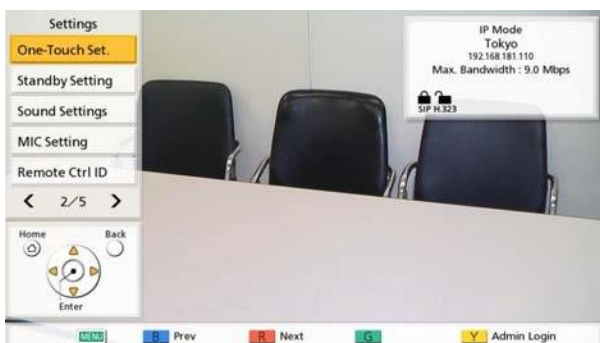 Settings
One-Touch Set.
Standby Setting
Sound Settings
MIC Setting
Remote Ctrl ID
2/5
Home
Back
Enter
IP Mode
Tokyo
192.168.181.110
Max. Bandwidth : 9.0 Mbps
SIP H.323
MENU
B Prev
R Next
G
Y Admin Login